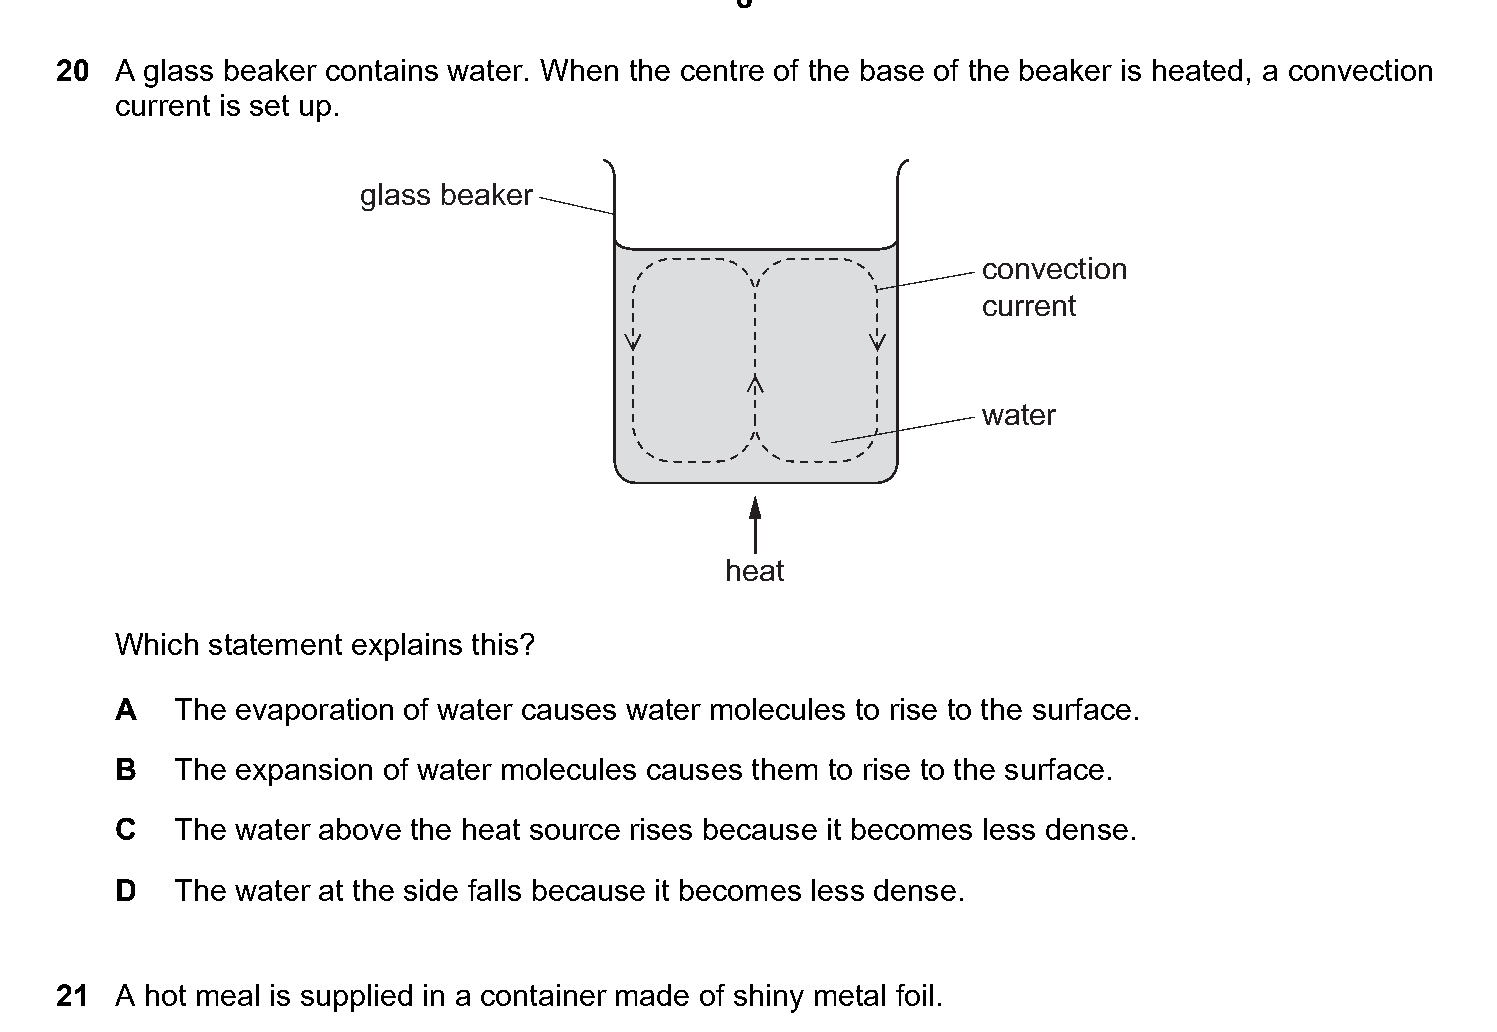 20 A glass beaker contains water. When the centre of the base of the beaker is heated, a convection
current is set up.
glass beaker
convection
current
water
heat
Which statement explains this?
A The evaporation of water causes water molecules to rise to the surface.
B The expansion of water molecules causes them to rise to the surface.
C The water above the heat source rises because it becomes less dense.
D The water at the side falls because it becomes less dense.
21 A hot meal is supplied in a container made of shiny metal foil.